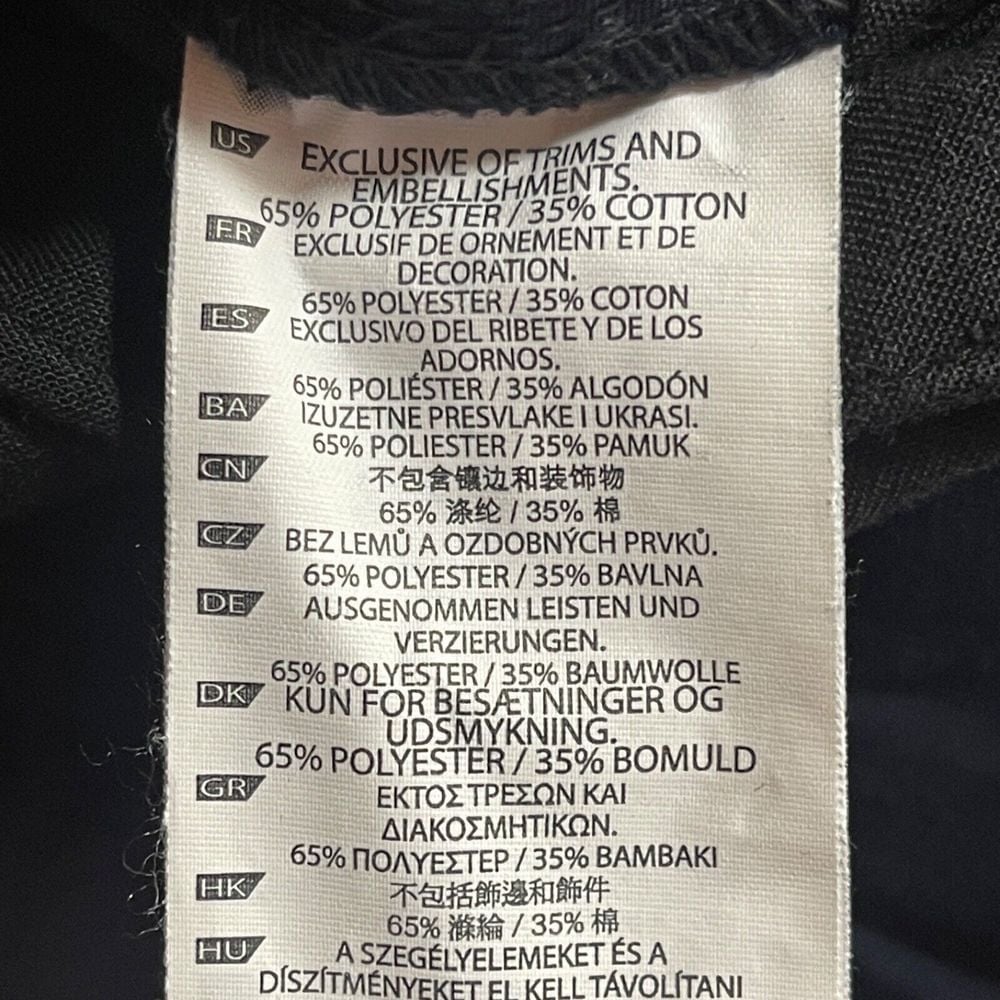 US EXCLUSIVE OF TRIMS AND
EMBELLISHMENTS.
65% POLYESTER / 35% COTTON
FR EXCLUSIF DE ORNEMENT ET DE
DECORATION.
65% POLYESTER / 35% COTON
ES EXCLUSIVO DEL RIBETE Y DE LOS
ADORNOS.
65% POLIÉSTER / 35% ALGODÓN
BA IZUZETNE PRESVLAKE I UKRASI.
65% POLIESTER / 35% PAMUK
CN 不包含镶边和装饰物
65% 涤纶 / 35% 棉
CZ BEZ LEMŮ A OZDOBNÝCH PRVKŮ.
65% POLYESTER / 35% BAVLNA
DE AUSGENOMMEN LEISTEN UND
VERZIERUNGEN.
65% POLYESTER / 35% BAUMWOLLE
DK KUN FOR BESÆTNINGER OG
UDSMYKNING.
65% POLYESTER / 35% BOMULD
GR ΕΚΤΟΣ ΤΡΕΣΩΝ ΚΑΙ
ΔΙΑΚΟΣΜΗΤΙΚΩΝ.
65% ΠΟΛΥΕΣΤΕΡ / 35% ΒΑΜΒΑΚΙ
HK 不包括飾邊和飾件
65% 滌綸 / 35% 棉
HU A SZEGÉLYELEMEKET ÉS A
DÍSZÍTMÉNYEKET EL KELL TÁVOLÍTANI